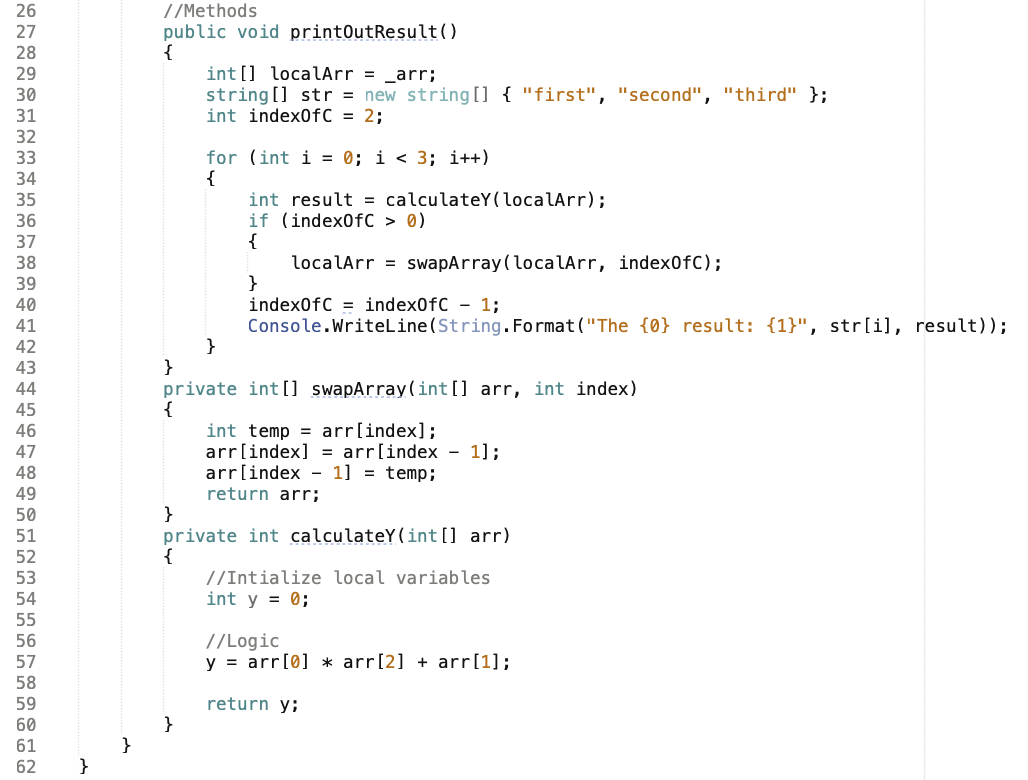 26 //Methods
27 public void printOutResult()
28 {
29 int[] localArr = _arr;
30 string[] str = new string[] { "first", "second", "third" };
31 int indexOfC = 2;
32
33 for (int i = 0; i < 3; i++)
34 {
35 int result = calculateY(localArr);
36 if (indexOfC > 0)
37 {
38 localArr = swapArray(localArr, indexOfC);
39 }
40 indexOfC = indexOfC - 1;
41 Console.WriteLine(String.Format("The {0} result: {1}", str[i], result));
42 }
43 }
44 private int[] swapArray(int[] arr, int index)
45 {
46 int temp = arr[index];
47 arr[index] = arr[index - 1];
48 arr[index - 1] = temp;
49 return arr;
50 }
51 private int calculateY(int[] arr)
52 {
53 //Intialize local variables
54 int y = 0;
55
56 //Logic
57 y = arr[0] * arr[2] + arr[1];
58
59 return y;
60 }
61 }
62 }